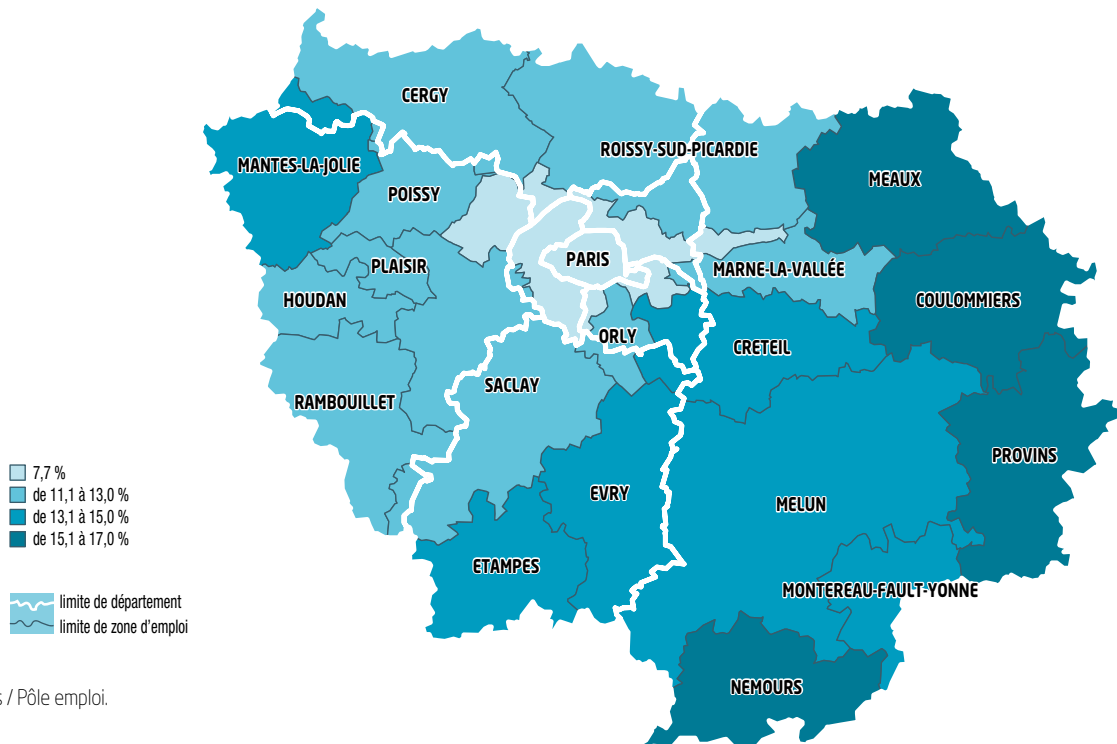 CERGY
ROISSY-SUD-PICARDIE
MANTES-LA-JOLIE
MEAUX
POISSY
PARIS
PLAISIR
MARNE-LA-VALLÉE
HOUDAN
COULOMMIERS
ORLY
CRETEIL
SACLAY
RAMBOUILLET
PROVINS
EVRY
MELUN
ETAMPES
MONTEREAU-FAULT-YONNE
NEMOURS
7,7 %
de 11,1 à 13,0 %
de 13,1 à 15,0 %
de 15,1 à 17,0 %
limite de département
limite de zone d'emploi
s / Pôle emploi.